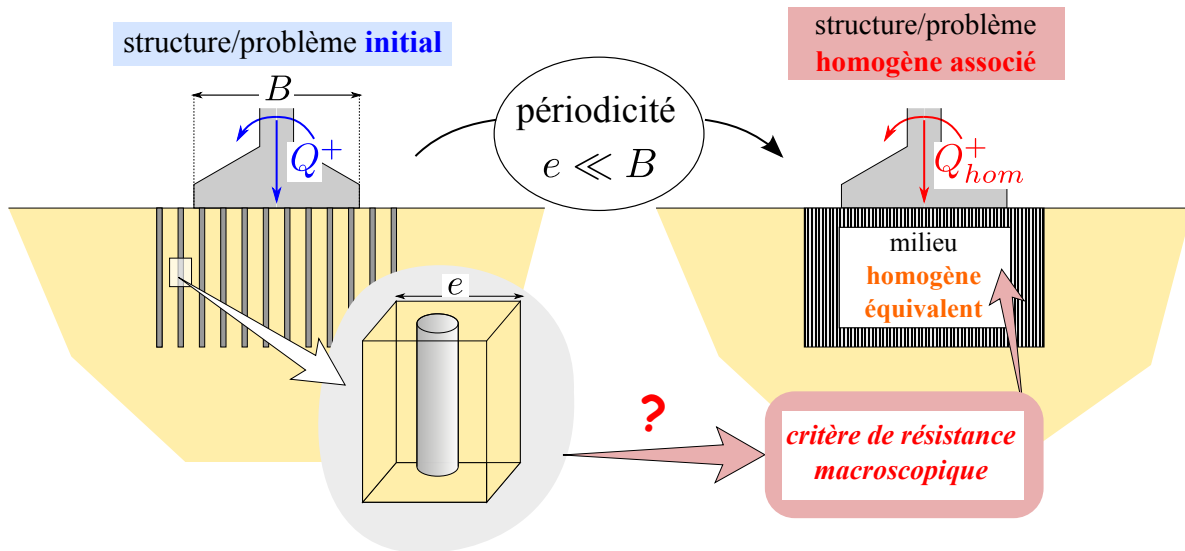 structure/problème initial
B
Q⁺
périodicité
e ≪ B
structure/problème
homogène associé
Q⁺hom
milieu
homogène
équivalent
e
?
critère de résistance
macroscopique